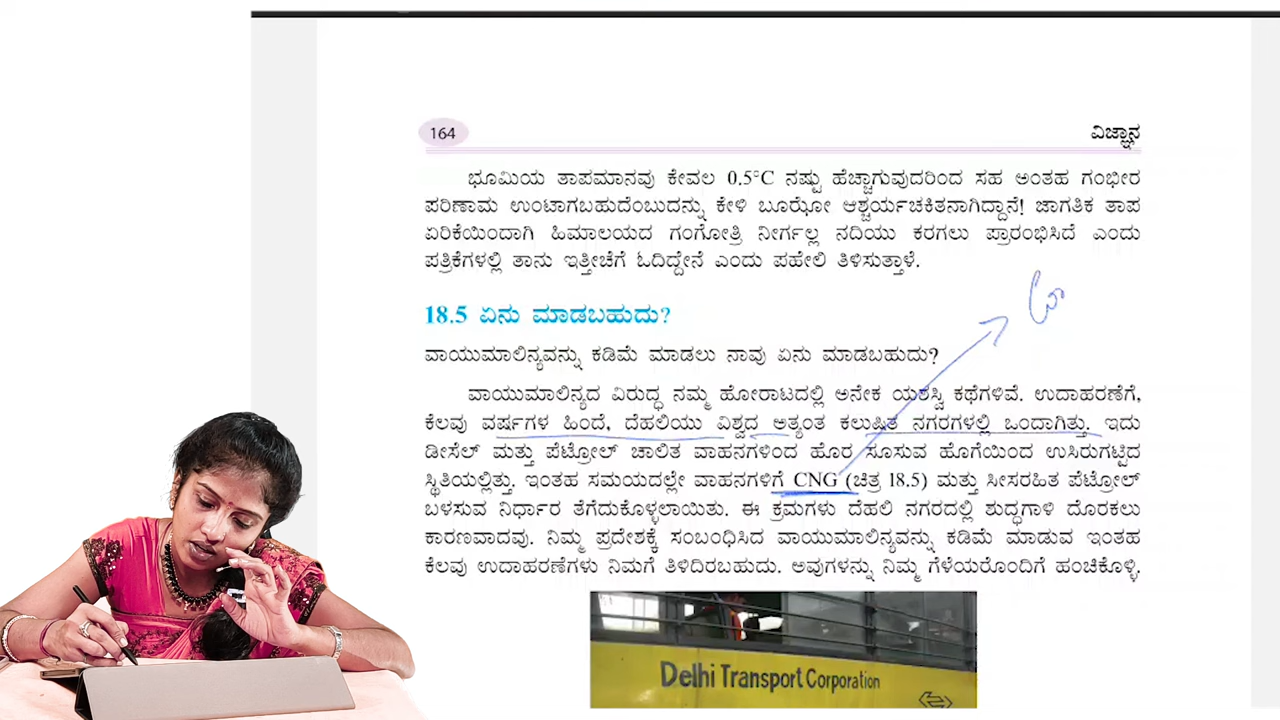 164
ವಿಜ್ಞಾನ
ಭೂಮಿಯ ತಾಪಮಾನವು ಕೇವಲ 0.5°C ನಷ್ಟು ಹೆಚ್ಚಾಗುವುದರಿಂದ ಸಹ ಅಂತಹ ಗಂಭೀರ
ಪರಿಣಾಮ ಉಂಟಾಗಬಹುದೆಂಬುದನ್ನು ಕೇಳಿ ಬೂಝೋ ಆಶ್ಚರ್ಯಚಕಿತನಾಗಿದ್ದಾನೆ! ಜಾಗತಿಕ ತಾಪ
ಏರಿಕೆಯಿಂದಾಗಿ ಹಿಮಾಲಯದ ಗಂಗೋತ್ರಿ ನೀರ್ಗಲ್ಲ ನದಿಯು ಕರಗಲು ಪ್ರಾರಂಭಿಸಿದೆ ಎಂದು
ಪತ್ರಿಕೆಗಳಲ್ಲಿ ತಾನು ಇತ್ತೀಚೆಗೆ ಓದಿದ್ದೇನೆ ಎಂದು ಪಹೇಲಿ ತಿಳಿಸುತ್ತಾಳೆ.
18.5 ಏನು ಮಾಡಬಹುದು?
ವಾಯುಮಾಲಿನ್ಯವನ್ನು ಕಡಿಮೆ ಮಾಡಲು ನಾವು ಏನು ಮಾಡಬಹುದು?
ವಾಯುಮಾಲಿನ್ಯದ ವಿರುದ್ಧ ನಮ್ಮ ಹೋರಾಟದಲ್ಲಿ ಅನೇಕ ಯಶಸ್ವಿ ಕಥೆಗಳಿವೆ. ಉದಾಹರಣೆಗೆ,
ಕೆಲವು ವರ್ಷಗಳ ಹಿಂದೆ, ದೆಹಲಿಯು ವಿಶ್ವದ ಅತ್ಯಂತ ಕಲುಷಿತ ನಗರಗಳಲ್ಲಿ ಒಂದಾಗಿತ್ತು. ಇದು
ಡೀಸೆಲ್ ಮತ್ತು ಪೆಟ್ರೋಲ್ ಚಾಲಿತ ವಾಹನಗಳಿಂದ ಹೊರ ಸೂಸುವ ಹೊಗೆಯಿಂದ ಉಸಿರುಗಟ್ಟಿದ
ಸ್ಥಿತಿಯಲ್ಲಿತ್ತು. ಇಂತಹ ಸಮಯದಲ್ಲೇ ವಾಹನಗಳಿಗೆ CNG (ಚಿತ್ರ 18.5) ಮತ್ತು ಸೀಸರಹಿತ ಪೆಟ್ರೋಲ್
ಬಳಸುವ ನಿರ್ಧಾರ ತೆಗೆದುಕೊಳ್ಳಲಾಯಿತು. ಈ ಕ್ರಮಗಳು ದೆಹಲಿ ನಗರದಲ್ಲಿ ಶುದ್ಧಗಾಳಿ ದೊರಕಲು
ಕಾರಣವಾದವು. ನಿಮ್ಮ ಪ್ರದೇಶಕ್ಕೆ ಸಂಬಂಧಿಸಿದ ವಾಯುಮಾಲಿನ್ಯವನ್ನು ಕಡಿಮೆ ಮಾಡುವ ಇಂತಹ
ಕೆಲವು ಉದಾಹರಣೆಗಳು ನಿಮಗೆ ತಿಳಿದಿರಬಹುದು. ಅವುಗಳನ್ನು ನಿಮ್ಮ ಗೆಳೆಯರೊಂದಿಗೆ ಹಂಚಿಕೊಳ್ಳಿ.
Delhi Transport Corporation